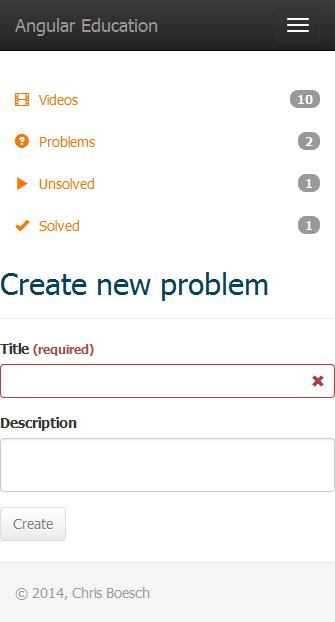 Angular Education
Videos 10
Problems 2
Unsolved 1
Solved 1
Create new problem
Title (required)
Description
Create
© 2014, Chris Boesch